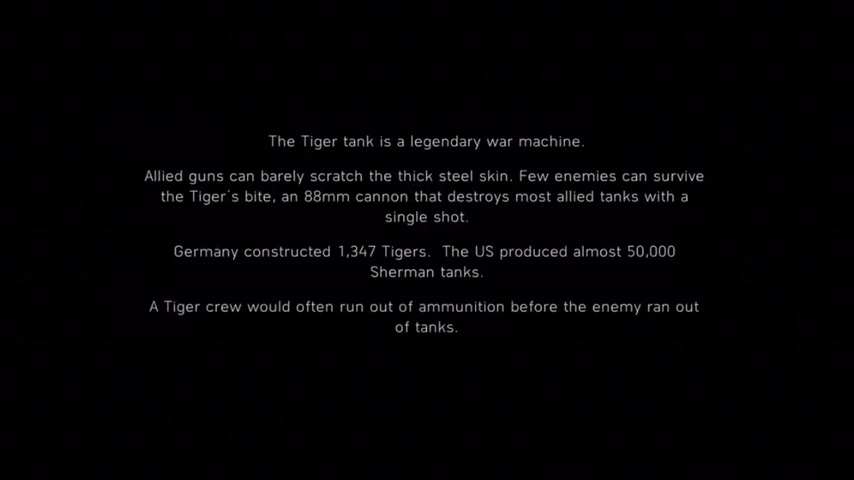 The Tiger tank is a legendary war machine.
Allied guns can barely scratch the thick steel skin. Few enemies can survive
the Tiger´s bite, an 88mm cannon that destroys most allied tanks with a
single shot.
Germany constructed 1,347 Tigers.  The US produced almost 50,000
Sherman tanks.
A Tiger crew would often run out of ammunition before the enemy ran out
of tanks.